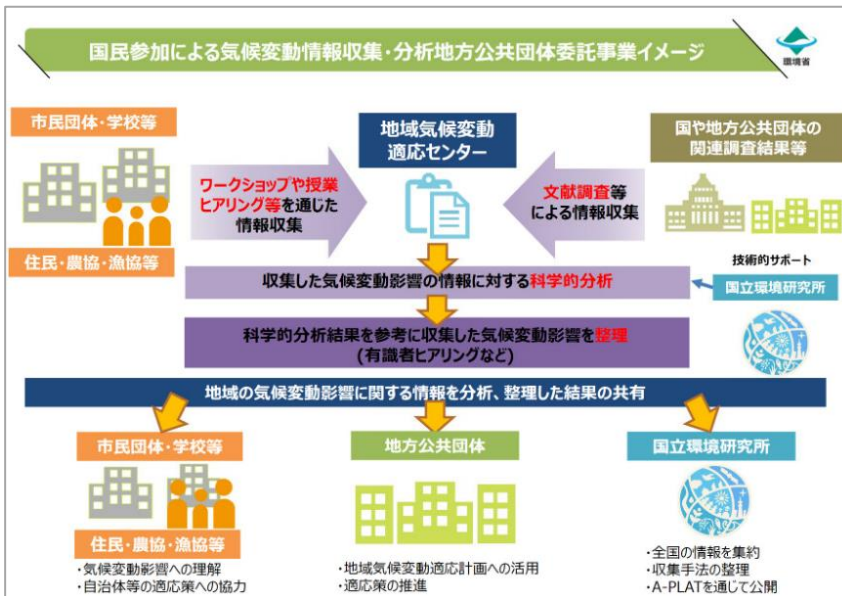 国民参加による気候変動情報収集・分析地方公共団体委託事業イメージ
環境省
市民団体・学校等
地域気候変動
適応センター
国や地方公共団体の
関連調査結果等
ワークショップや授業
ヒアリング等を通じた
情報収集
文献調査等
による情報収集
住民・農協・漁協等
技術的サポート
収集した気候変動影響の情報に対する科学的分析
国立環境研究所
科学的分析結果を参考に収集した気候変動影響を整理
(有識者ヒアリングなど)
地域の気候変動影響に関する情報を分析、整理した結果の共有
市民団体・学校等
地方公共団体
国立環境研究所
住民・農協・漁協等
・気候変動影響への理解
・自治体等の適応策への協力
・地域気候変動適応計画への活用
・適応策の推進
・全国の情報を集約
・収集手法の整理
・A-PLATを通じて公開